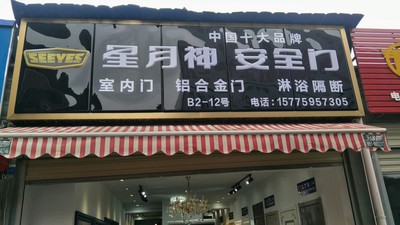 中国十大品牌
SEEYES
星月神 安全门
室内门 铝合金门 淋浴隔断
B2-12号 电话:15775957305